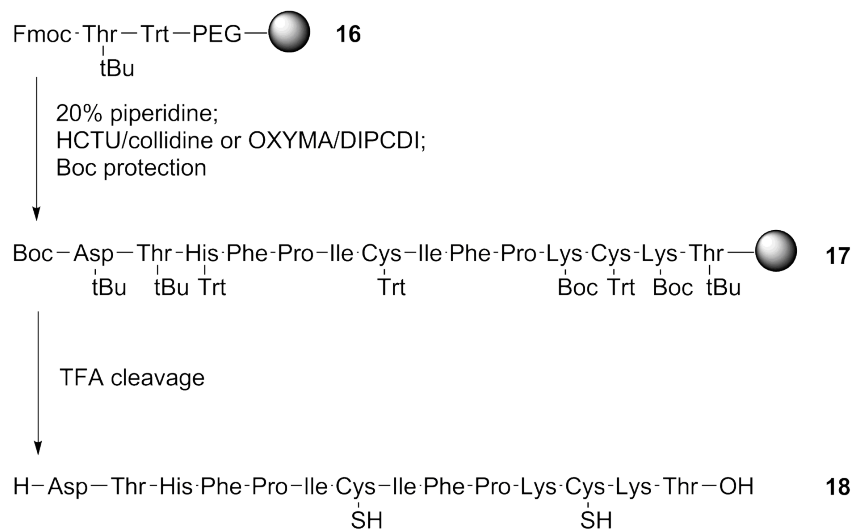 Fmoc-Thr-Trt-PEG- 16
tBu
20% piperidine;
HCTU/collidine or OXYMA/DIPCDI;
Boc protection
Boc-Asp-Thr-His-Phe-Pro-Ile-Cys-Ile-Phe-Pro-Lys-Cys-Lys-Thr- 17
tBu tBu Trt Trt Boc Trt Boc tBu
TFA cleavage
H-Asp-Thr-His-Phe-Pro-Ile-Cys-Ile-Phe-Pro-Lys-Cys-Lys-Thr-OH 18
SH SH